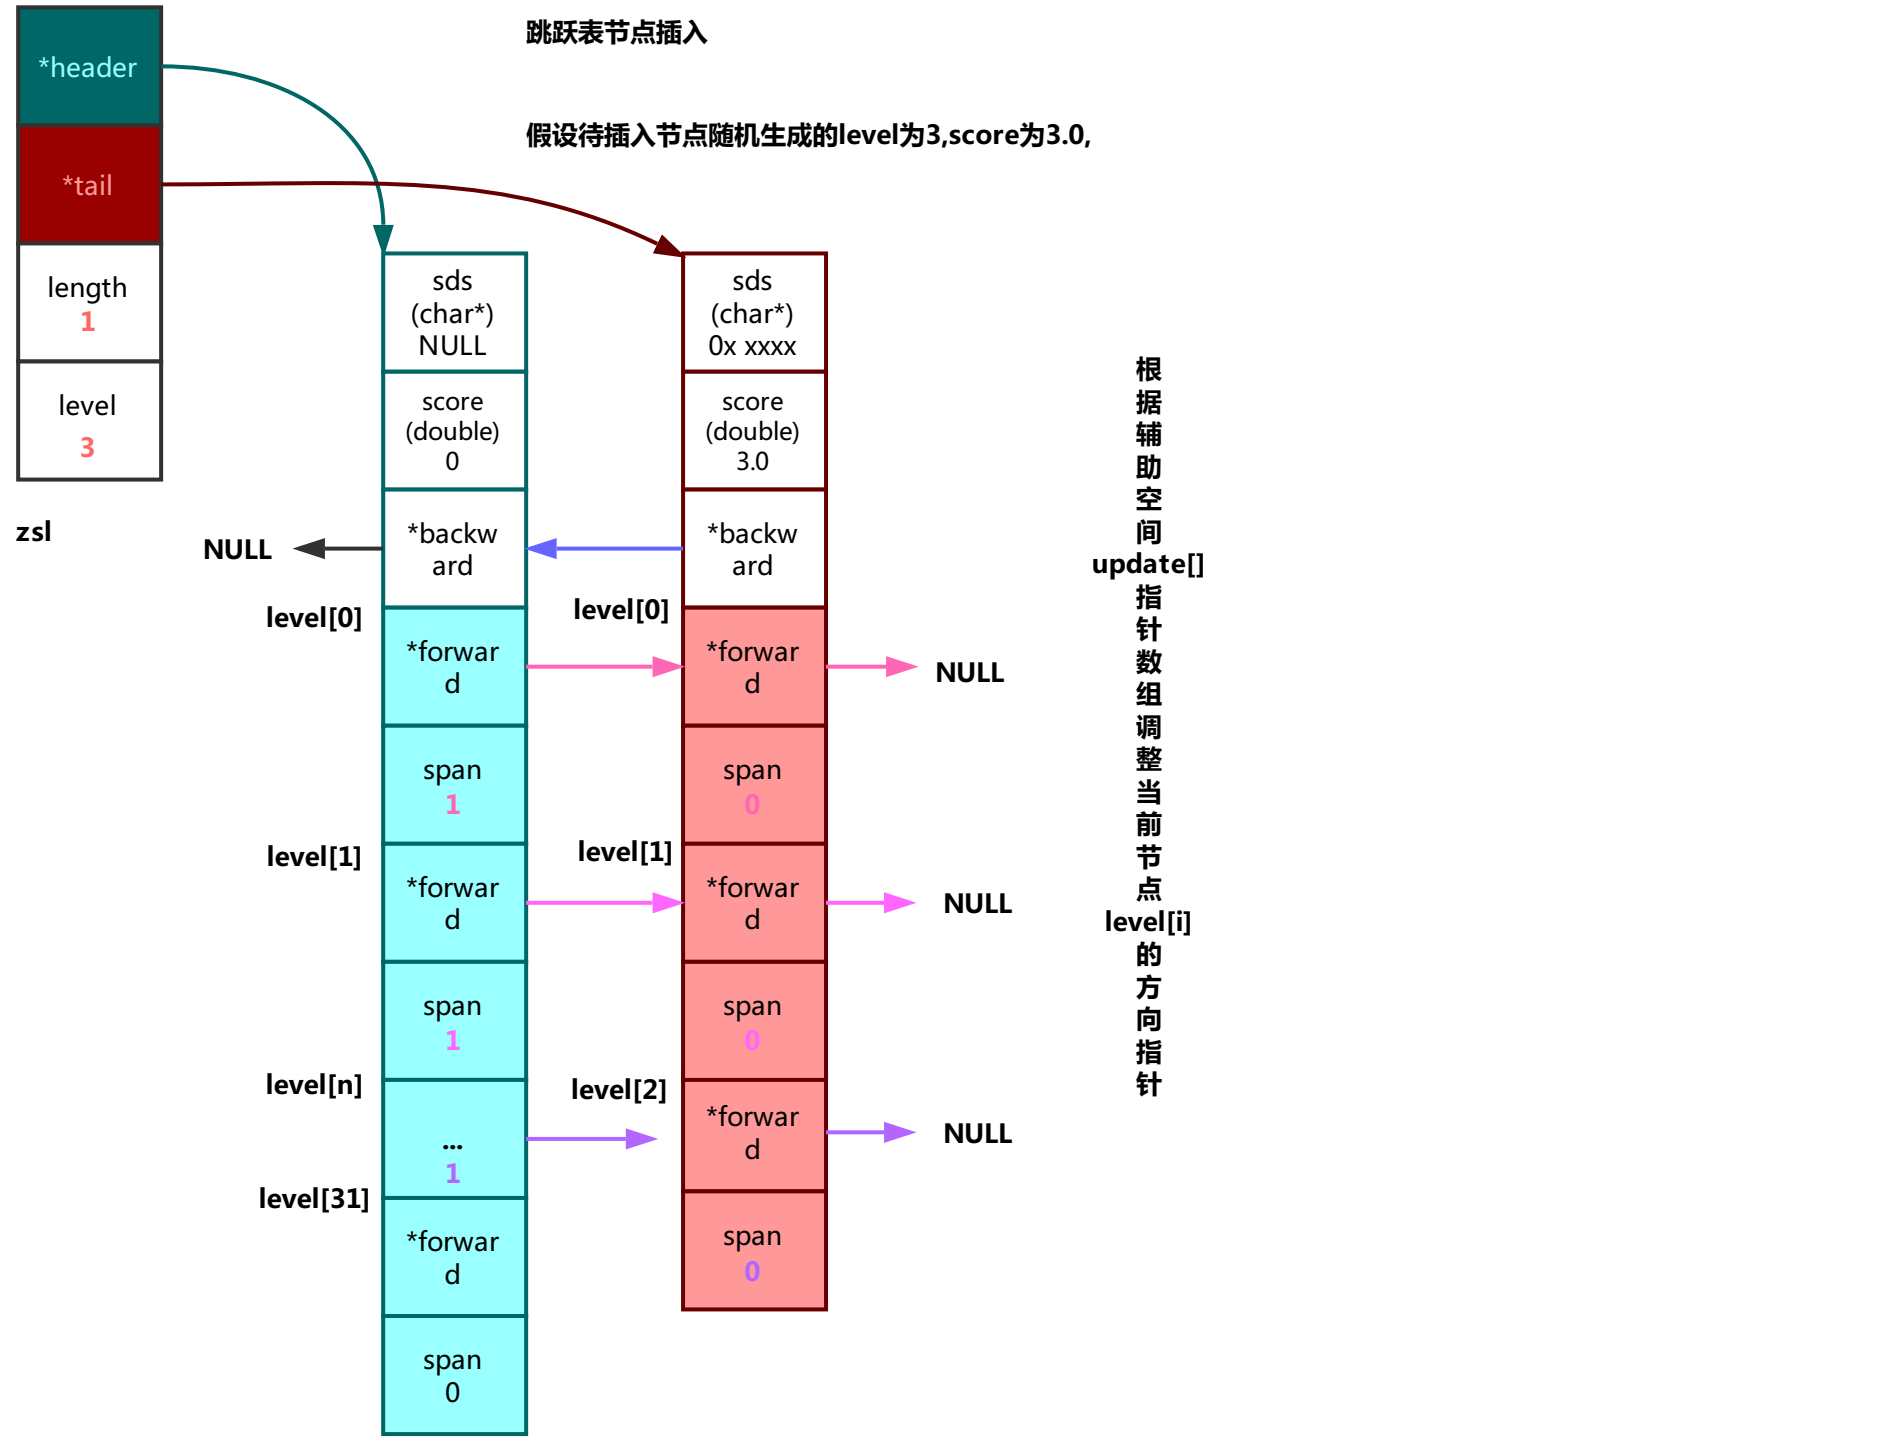 跳跃表节点插入
假设待插入节点随机生成的level为3,score为3.0,
*header
*tail
length
1
level
3
zsl
NULL
sds
(char*)
NULL
score
(double)
0
*backw
ard
level[0]
*forwar
d
span
1
level[1]
*forwar
d
span
1
level[n]
...
1
level[31]
*forwar
d
span
0
sds
(char*)
0x xxxx
score
(double)
3.0
*backw
ard
level[0]
*forwar
d
NULL
span
0
level[1]
*forwar
d
NULL
span
0
level[2]
*forwar
d
NULL
span
0
根
据
辅
助
空
间
update[]
指
针
数
组
调
整
当
前
节
点
level[i]
的
方
向
指
针